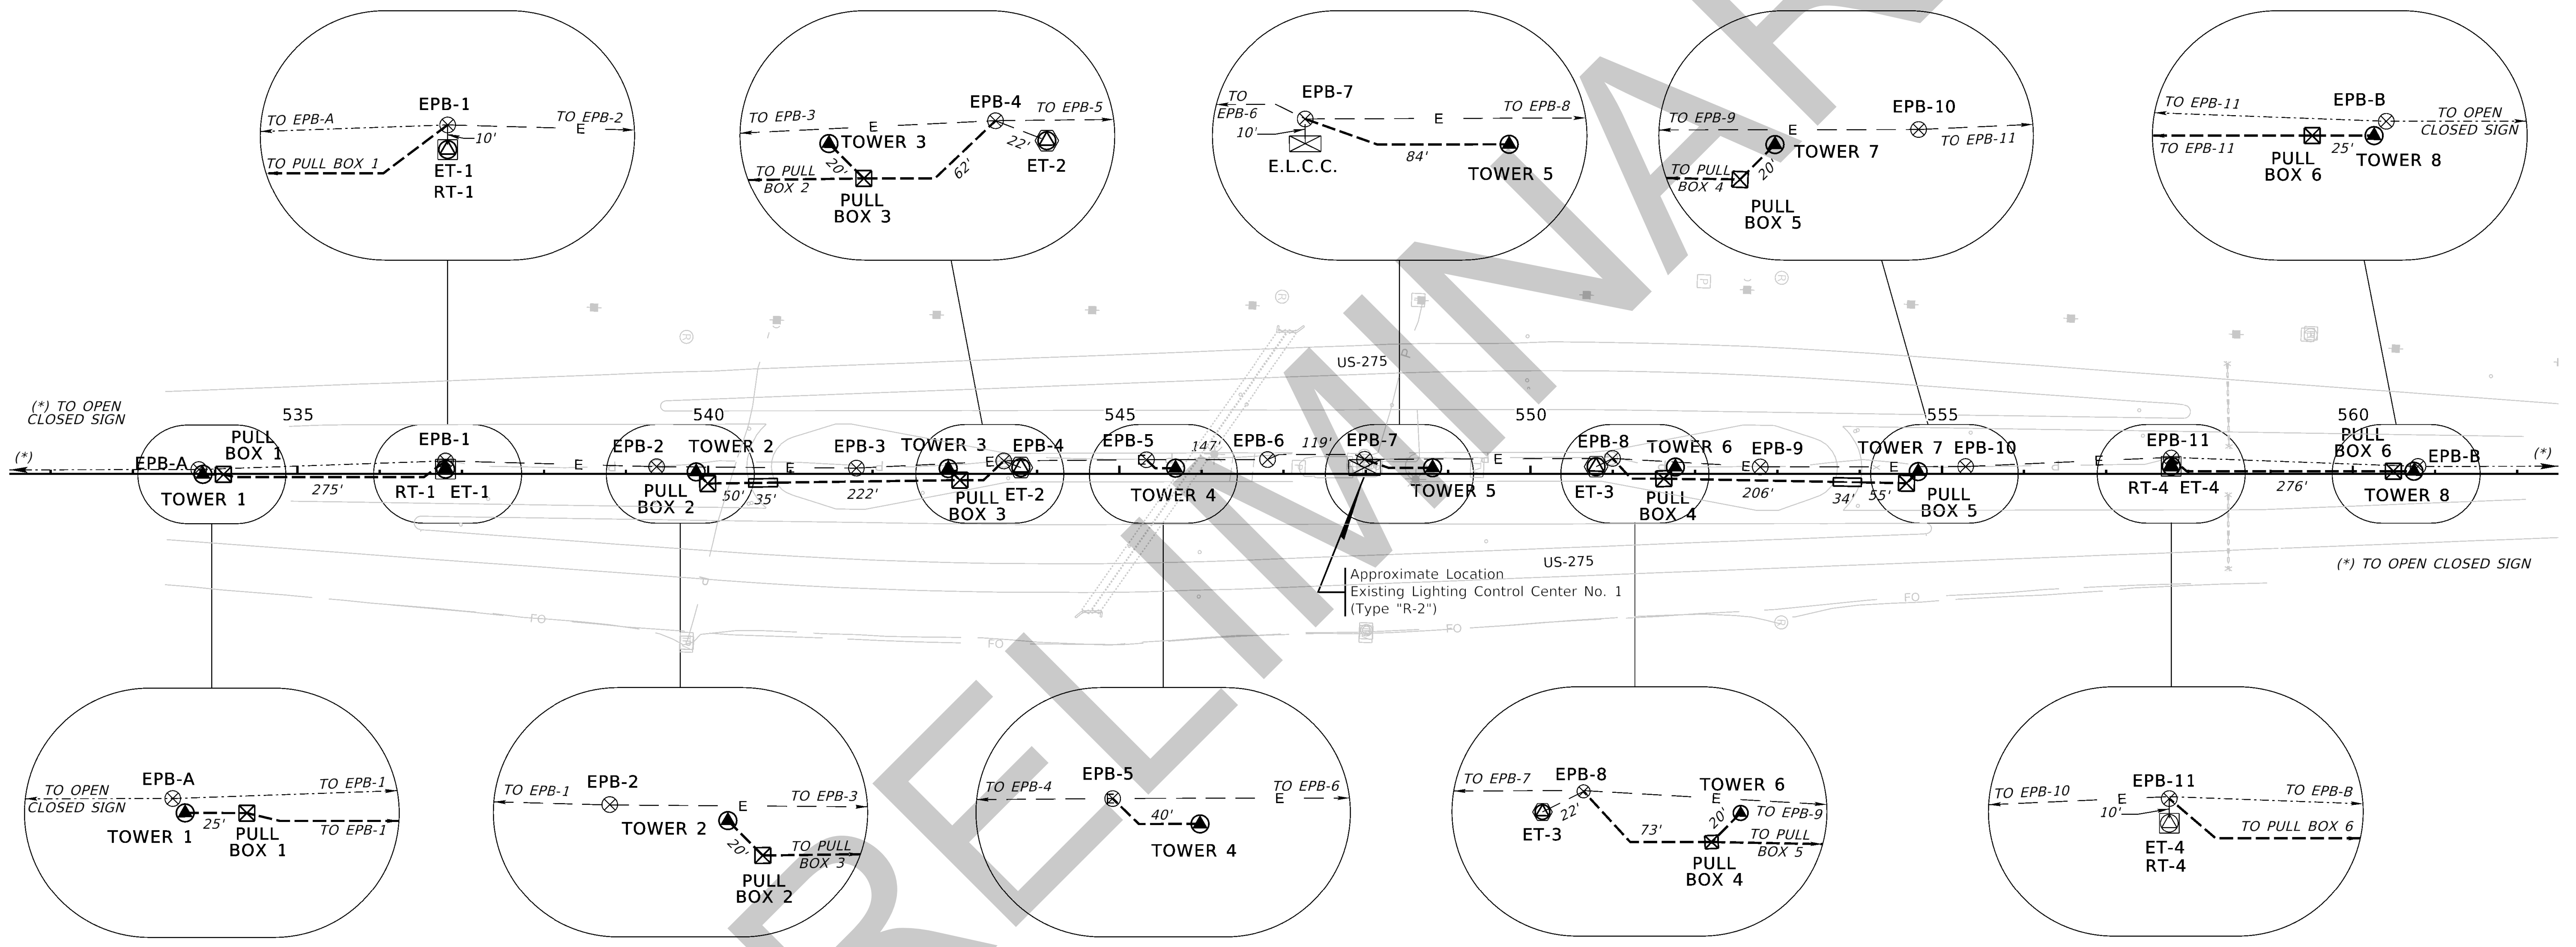 EPB-1
TO EPB-A
TO EPB-2
E
10'
TO PULL BOX 1
ET-1
RT-1
TO EPB-3
E
EPB-4
TO EPB-5
TOWER 3
22'
ET-2
20'
62'
TO PULL
BOX 2
PULL
BOX 3
TO
EPB-6
EPB-7
TO EPB-8
E
10'
E.L.C.C.
84'
TOWER 5
TO EPB-9
E
EPB-10
TO EPB-11
TOWER 7
TO PULL
BOX 4
20'
PULL
BOX 5
TO EPB-11
EPB-B
TO OPEN
CLOSED SIGN
TO EPB-11
PULL
BOX 6
25'
TOWER 8
R
P
R
R
R
US-275
P
(*) TO OPEN
CLOSED SIGN
535
540
545
550
555
560
(*)
EPB-A
PULL
BOX 1
TOWER 1
275'
EPB-1
RT-1 ET-1
E
EPB-2
TOWER 2
PULL
BOX 2
50'
35'
E
EPB-3
222'
TOWER 3
E
EPB-4
PULL
BOX 3
ET-2
EPB-5
E
147'
TOWER 4
EPB-6
119'
EPB-7
E
TOWER 5
EPB-8
ET-3
TOWER 6
PULL
BOX 4
E
EPB-9
206'
34'
55'
TOWER 7
E
EPB-10
PULL
BOX 5
E
EPB-11
RT-4 ET-4
276'
PULL
BOX 6
EPB-B
TOWER 8
(*)
US-275
(*) TO OPEN CLOSED SIGN
Approximate Location
Existing Lighting Control Center No. 1
(Type "R-2")
P
FO
FO
FO
FO
R
EPB-A
TO OPEN
CLOSED SIGN
TO EPB-1
TOWER 1
25'
PULL
BOX 1
TO EPB-1
TO EPB-1
EPB-2
E
TO EPB-3
TOWER 2
20'
TO PULL
BOX 3
PULL
BOX 2
TO EPB-4
EPB-5
E
E
TO EPB-6
40'
TOWER 4
TO EPB-7
EPB-8
TOWER 6
E
22'
ET-3
73'
20'
TO EPB-9
TO PULL
BOX 5
PULL
BOX 4
TO EPB-10
E
EPB-11
TO EPB-B
10'
TO PULL BOX 6
ET-4
RT-4
RELIMINAR